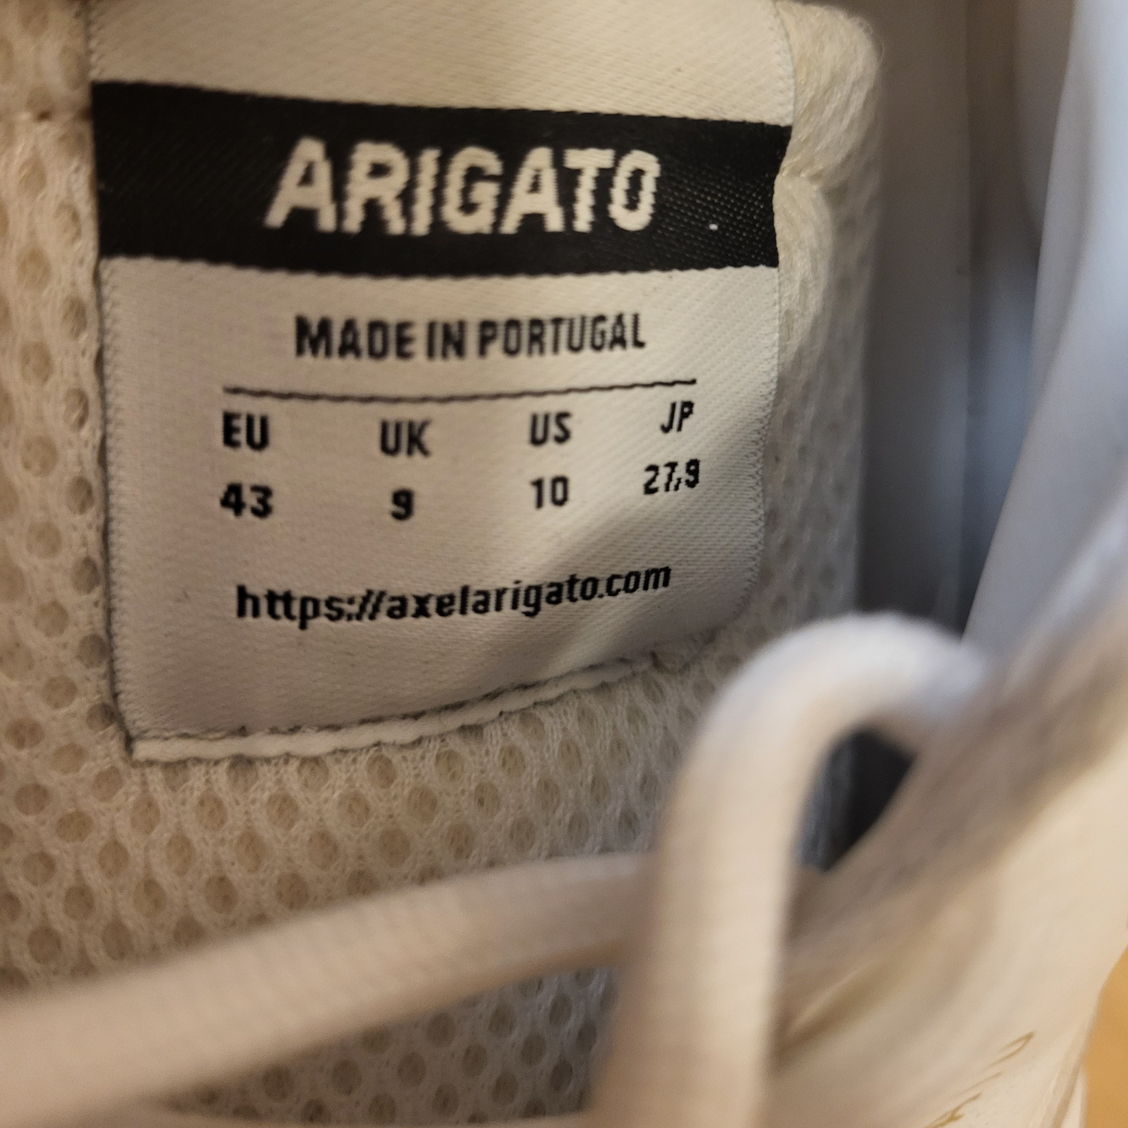 ARIGATO
MADE IN PORTUGAL
EU UK US JP
43 9 10 27,9
https://axelarigato.com